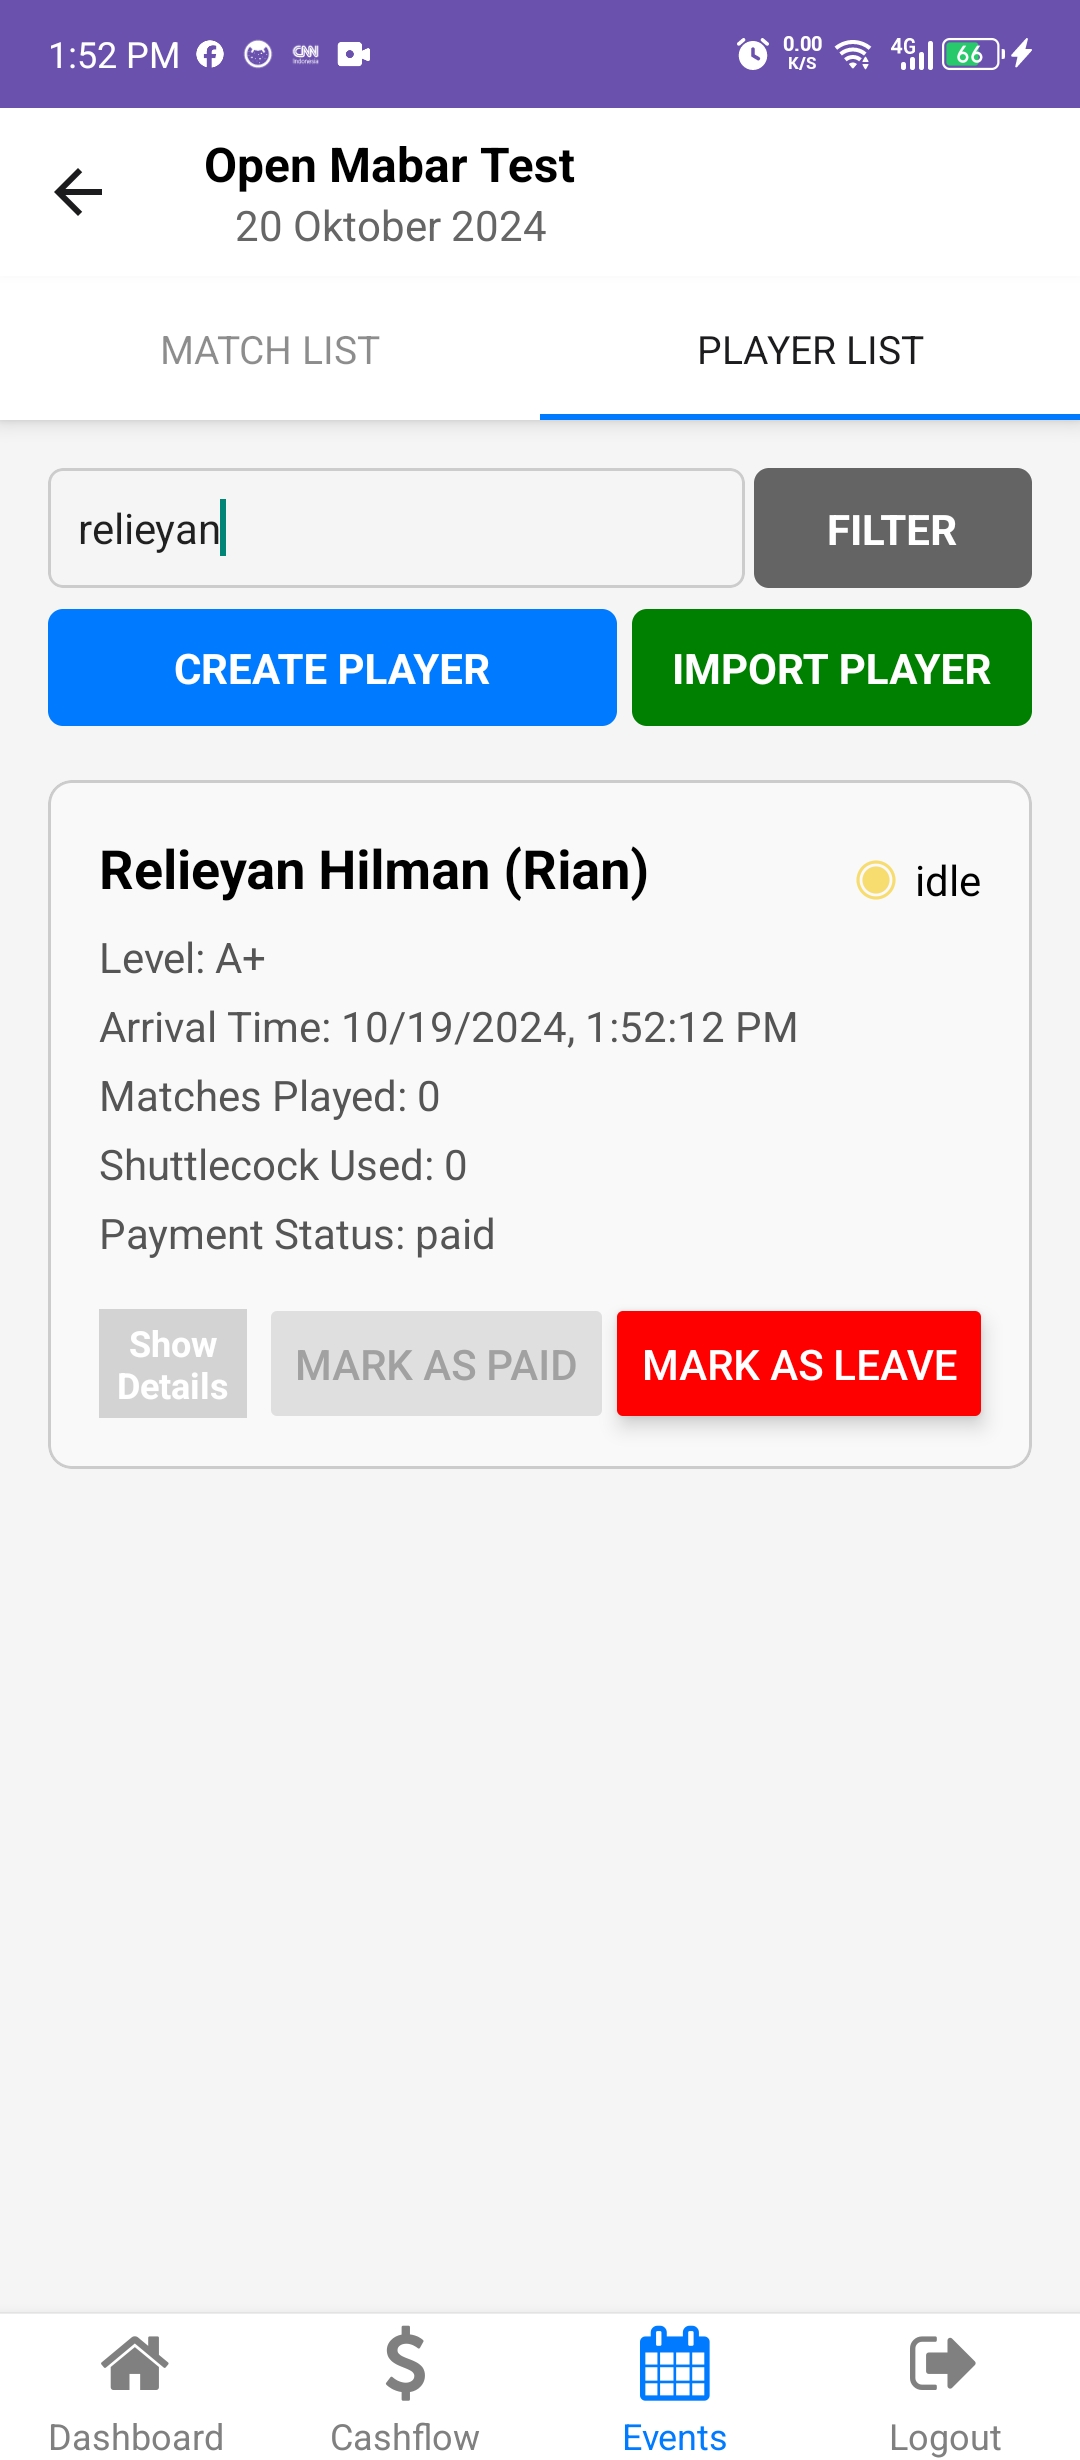 1:52 PM
CNN
Indonesia
0.00
K/S
4G
66
Open Mabar Test
20 Oktober 2024
MATCH LIST
PLAYER LIST
relieyan
FILTER
CREATE PLAYER
IMPORT PLAYER
Relieyan Hilman (Rian)
idle
Level: A+
Arrival Time: 10/19/2024, 1:52:12 PM
Matches Played: 0
Shuttlecock Used: 0
Payment Status: paid
Show
Details
MARK AS PAID
MARK AS LEAVE
Dashboard
Cashflow
Events
Logout